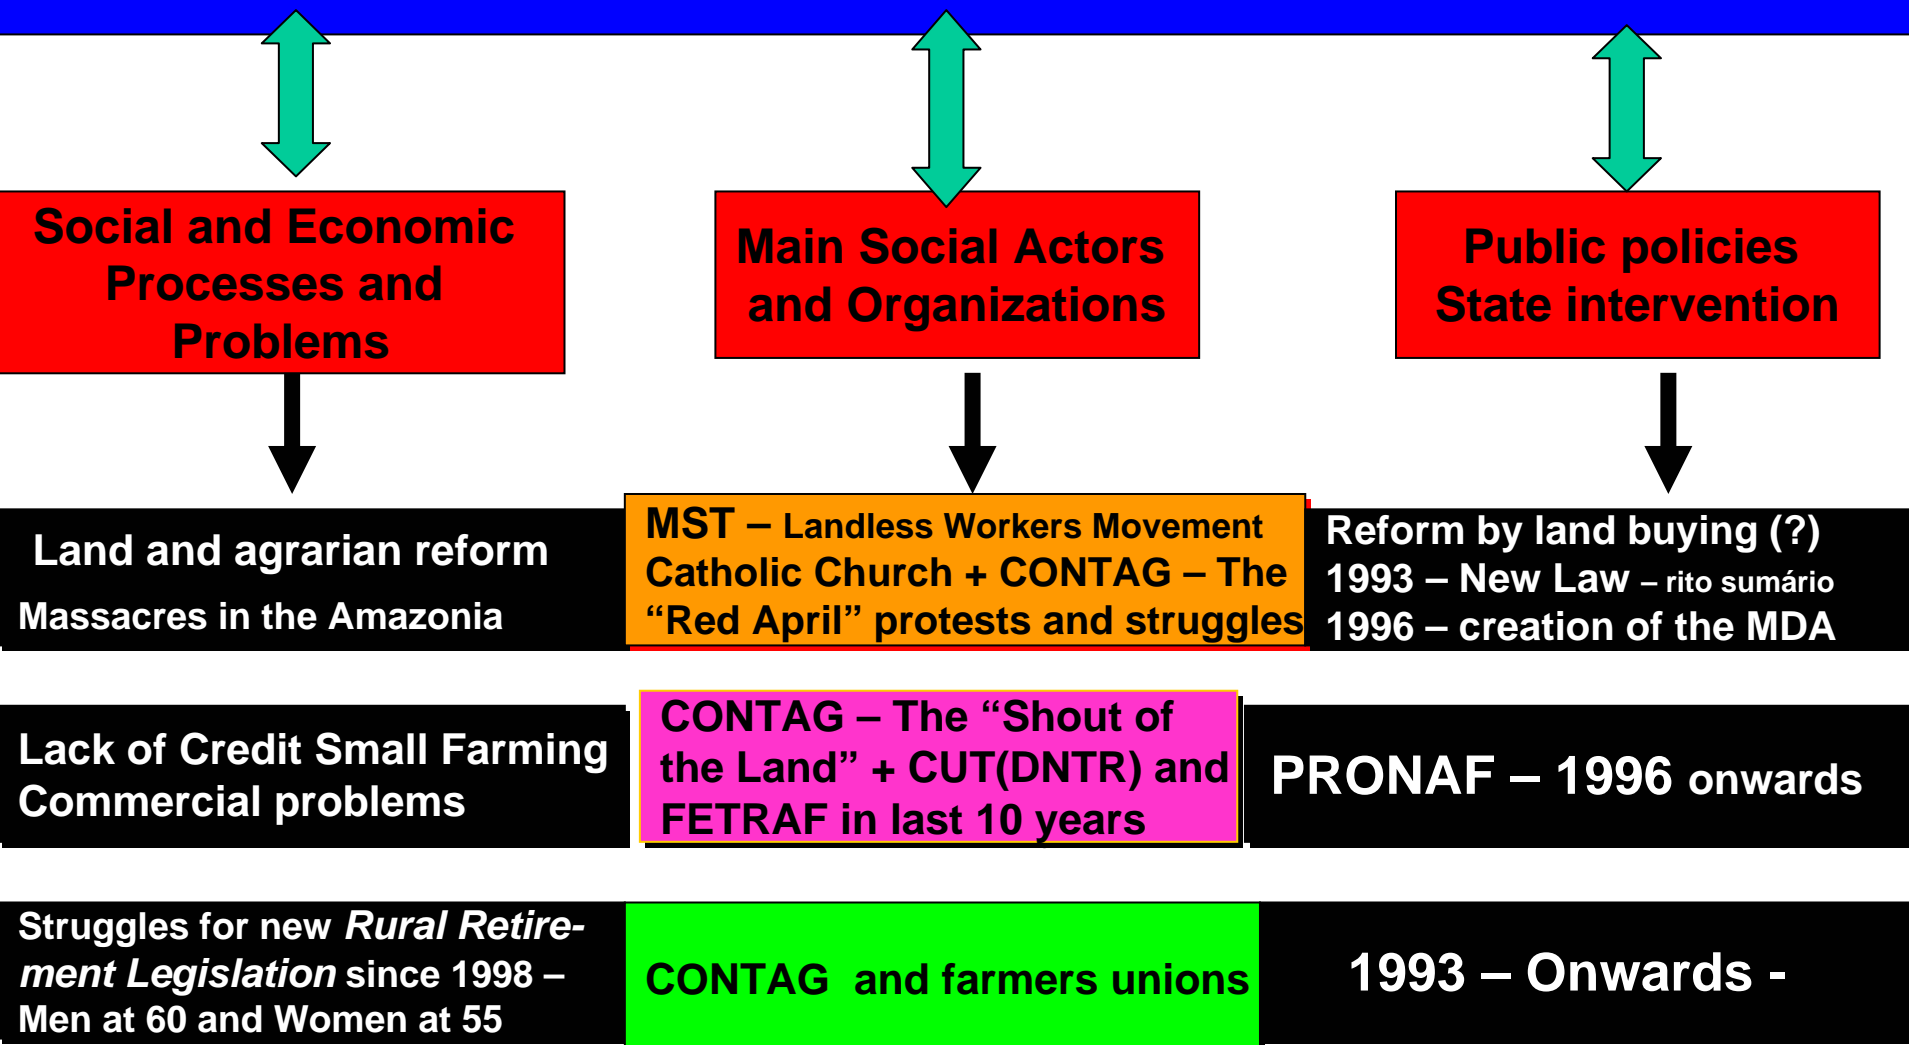 Social and Economic
Processes and
Problems
Main Social Actors
and Organizations
Public policies
State intervention
Land and agrarian reform
Massacres in the Amazonia
MST – Landless Workers Movement
Catholic Church + CONTAG – The
“Red April” protests and struggles
Reform by land buying (?)
1993 – New Law – rito sumário
1996 – creation of the MDA
Lack of Credit Small Farming
Commercial problems
CONTAG – The “Shout of
the Land” + CUT(DNTR) and
FETRAF in last 10 years
PRONAF – 1996 onwards
Struggles for new Rural Retire-
ment Legislation since 1998 –
Men at 60 and Women at 55
CONTAG and farmers unions
1993 – Onwards -